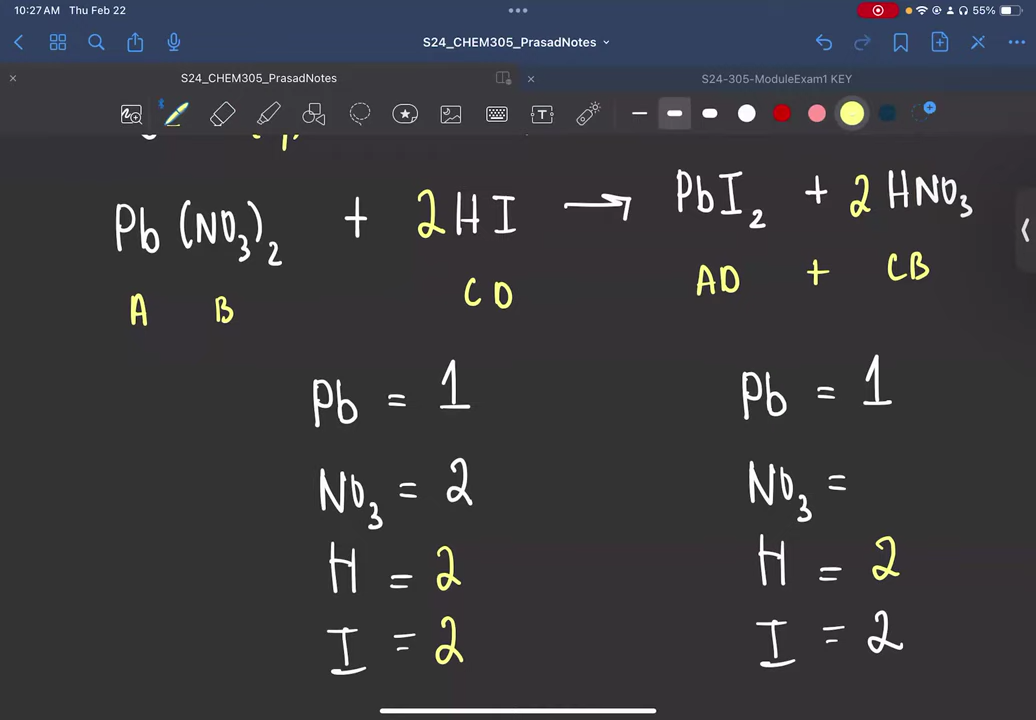 10:27 AM Thu Feb 22
55%
S24_CHEM305_PrasadNotes
S24_CHEM305_PrasadNotes
S24-305-ModuleExam1 KEY
Pb(NO₃)₂ + 2HI → PbI₂ + 2HNO₃
A B CD AD + CB
Pb = 1 Pb = 1
NO₃ = 2 NO₃ =
H = 2 H = 2
I = 2 I = 2